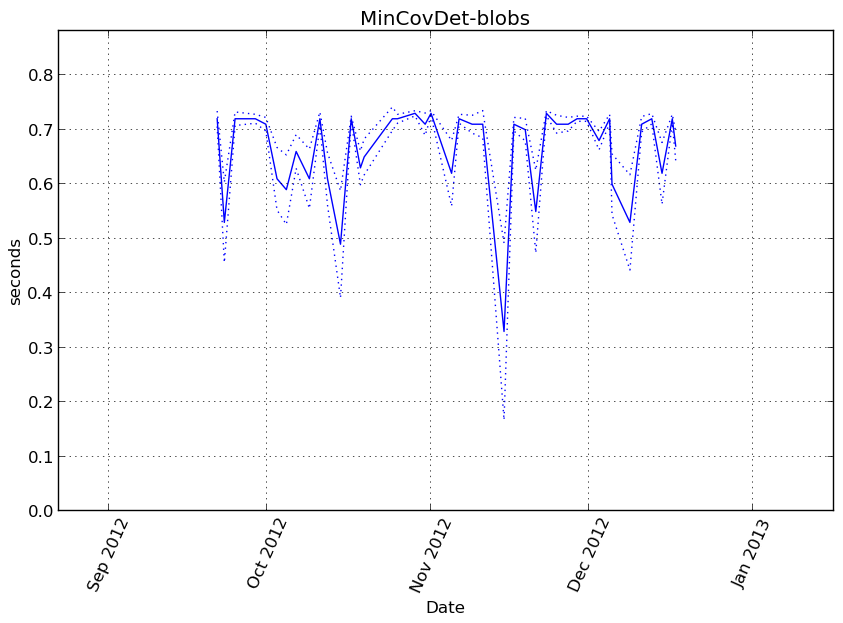 MinCovDet-blobs
0.8
0.7
0.6
0.5
0.4
0.3
0.2
0.1
0.0
seconds
Sep 2012
Oct 2012
Nov 2012
Dec 2012
Jan 2013
Date